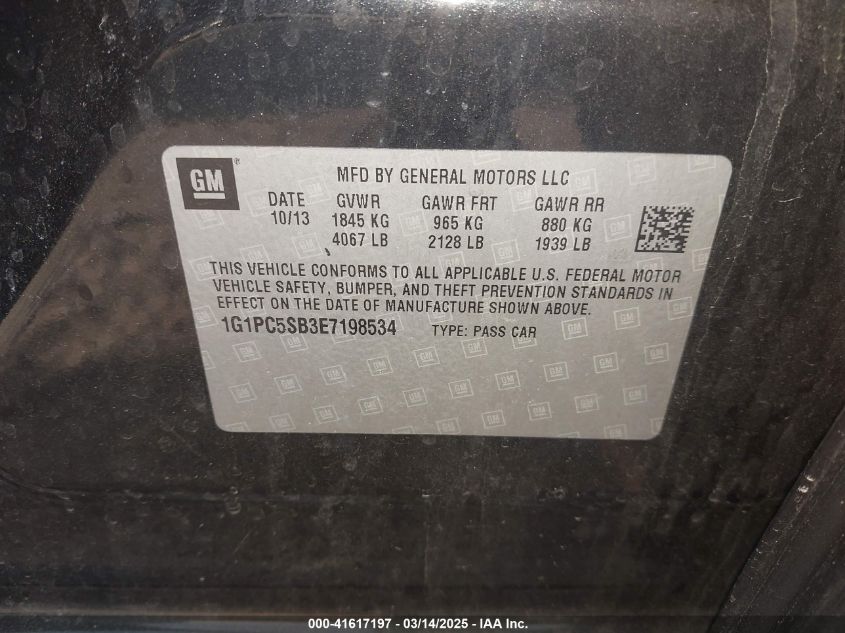 GM ®
MFD BY GENERAL MOTORS LLC
DATE GVWR GAWR FRT GAWR RR
10/13 1845 KG 965 KG 880 KG
4067 LB 2128 LB 1939 LB
THIS VEHICLE CONFORMS TO ALL APPLICABLE U.S. FEDERAL MOTOR
VEHICLE SAFETY, BUMPER, AND THEFT PREVENTION STANDARDS IN
EFFECT ON THE DATE OF MANUFACTURE SHOWN ABOVE.
1G1PC5SB3E7198534 TYPE: PASS CAR
000-41617197 - 03/14/2025 - IAA Inc.